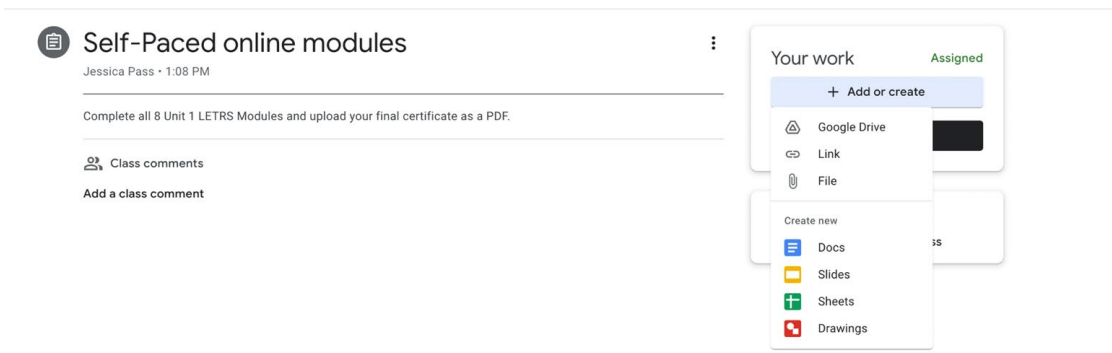 Self-Paced online modules
Jessica Pass • 1:08 PM
Complete all 8 Unit 1 LETRS Modules and upload your final certificate as a PDF.
Class comments
Add a class comment
Your work
Assigned
+ Add or create
Google Drive
Link
File
Create new
Docs
Slides
Sheets
Drawings
ss